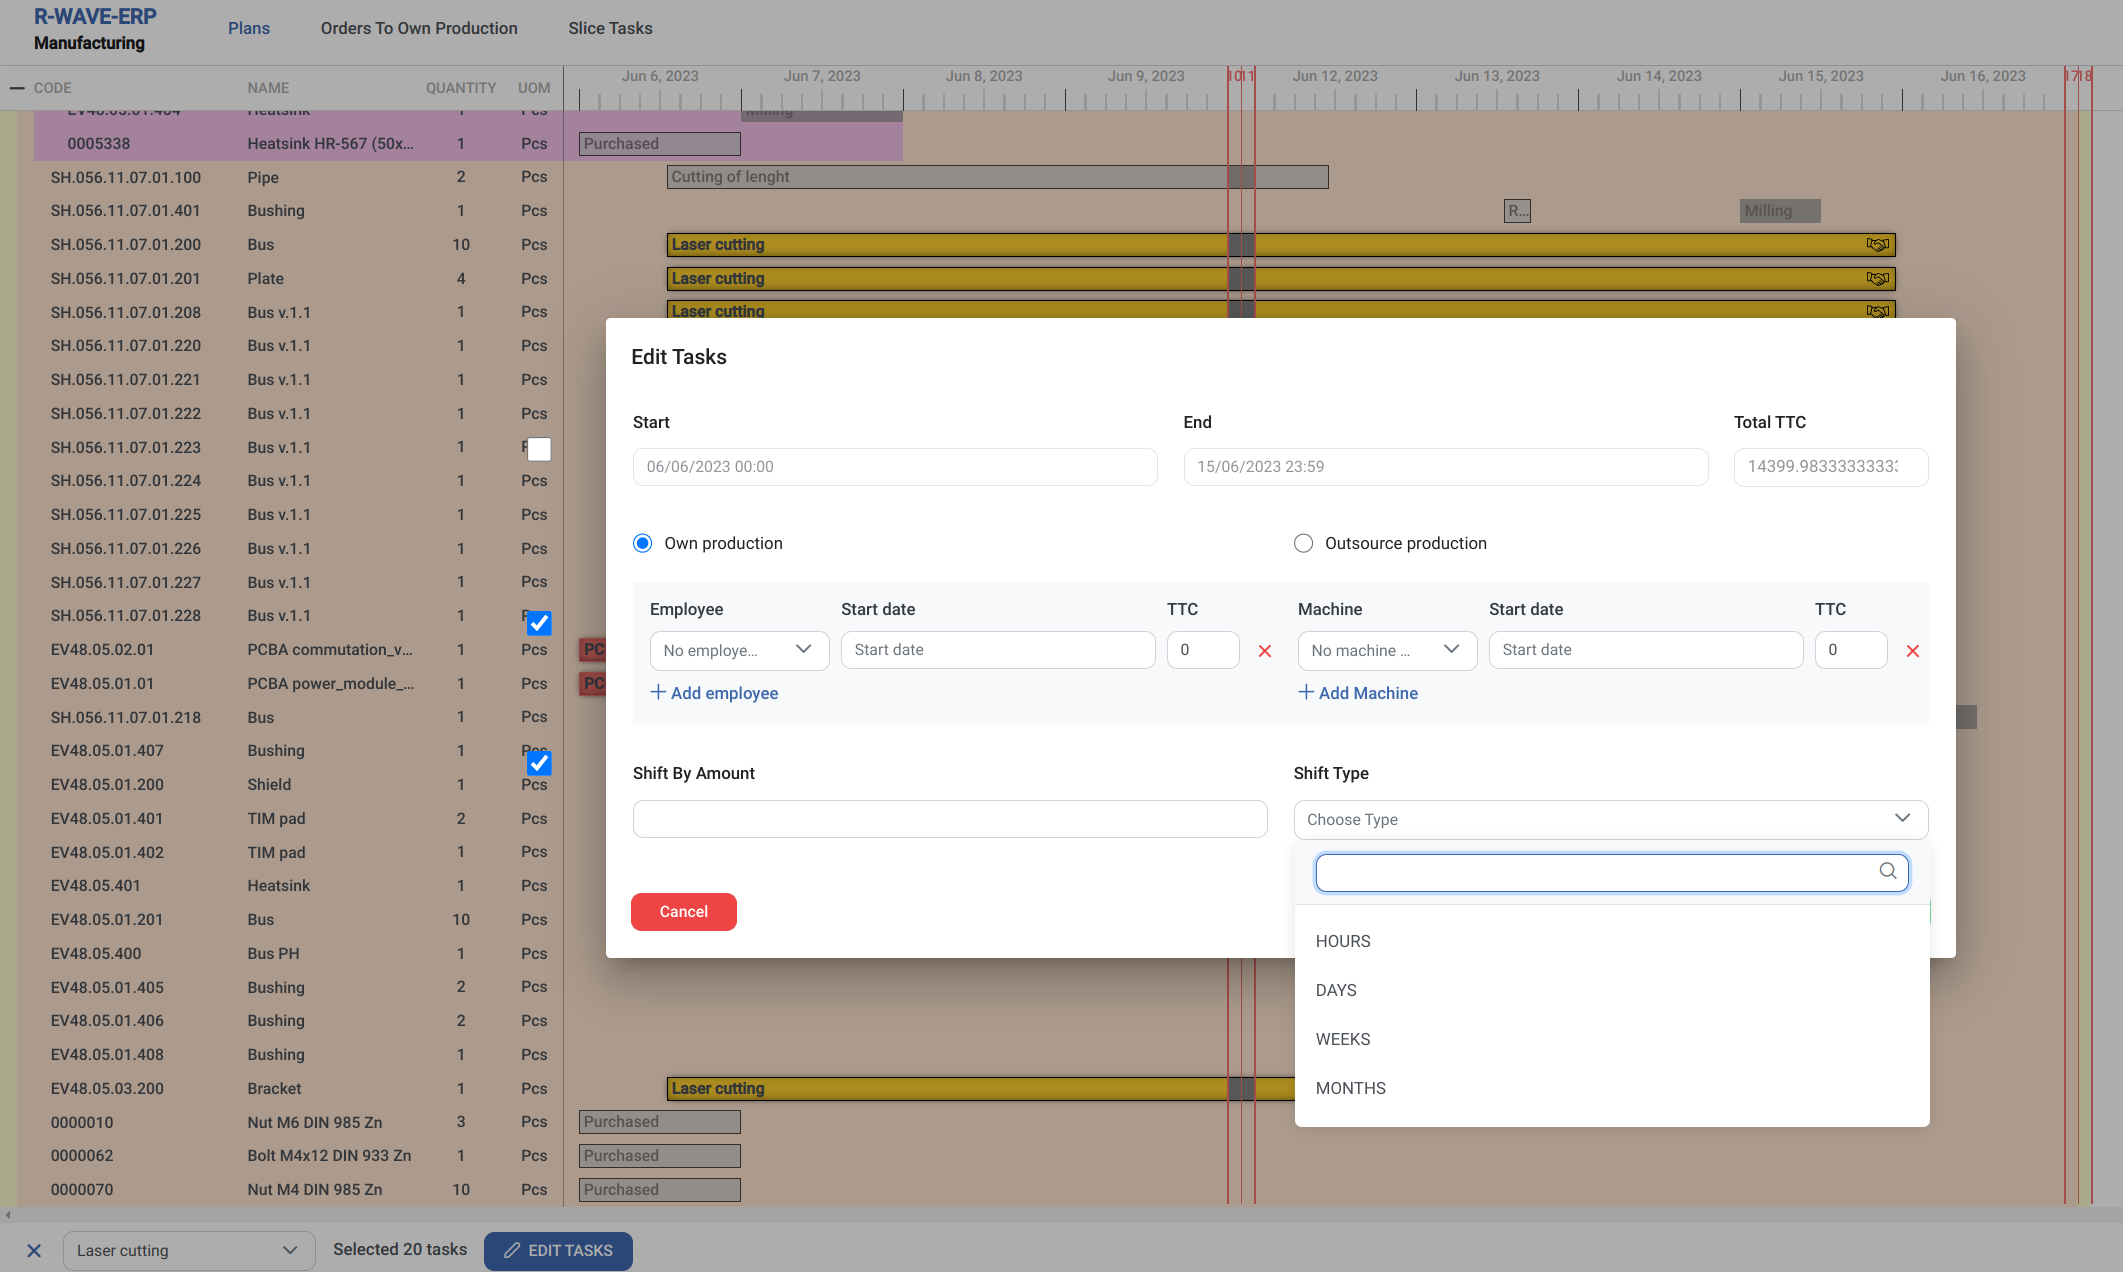 R-WAVE-ERP
Manufacturing
Plans
Orders To Own Production
Slice Tasks
CODE NAME QUANTITY UOM
Jun 6, 2023 Jun 7, 2023 Jun 8, 2023 Jun 9, 2023 10 11 Jun 12, 2023 Jun 13, 2023 Jun 14, 2023 Jun 15, 2023 Jun 16, 2023 17 18
EV48.05.01.404 Heatsink 1 Pcs Milling
0005338 Heatsink HR-567 (50x... 1 Pcs Purchased
SH.056.11.07.01.100 Pipe 2 Pcs Cutting of lenght
SH.056.11.07.01.401 Bushing 1 Pcs R... Milling
SH.056.11.07.01.200 Bus 10 Pcs Laser cutting
SH.056.11.07.01.201 Plate 4 Pcs Laser cutting
SH.056.11.07.01.208 Bus v.1.1 1 Pcs Laser cutting
SH.056.11.07.01.220 Bus v.1.1 1 Pcs
SH.056.11.07.01.221 Bus v.1.1 1 Pcs
SH.056.11.07.01.222 Bus v.1.1 1 Pcs
SH.056.11.07.01.223 Bus v.1.1 1
SH.056.11.07.01.224 Bus v.1.1 1 Pcs
SH.056.11.07.01.225 Bus v.1.1 1 Pcs
SH.056.11.07.01.226 Bus v.1.1 1 Pcs
SH.056.11.07.01.227 Bus v.1.1 1 Pcs
SH.056.11.07.01.228 Bus v.1.1 1
EV48.05.02.01 PCBA commutation_v... 1 Pcs PC
EV48.05.01.01 PCBA power_module_... 1 Pcs PC
SH.056.11.07.01.218 Bus 1 Pcs
EV48.05.01.407 Bushing 1 Pcs
EV48.05.01.200 Shield 1 Pcs
EV48.05.01.401 TIM pad 2 Pcs
EV48.05.01.402 TIM pad 1 Pcs
EV48.05.401 Heatsink 1 Pcs
EV48.05.01.201 Bus 10 Pcs
EV48.05.400 Bus PH 1 Pcs
EV48.05.01.405 Bushing 2 Pcs
EV48.05.01.406 Bushing 2 Pcs
EV48.05.01.408 Bushing 1 Pcs
EV48.05.03.200 Bracket 1 Pcs Laser cutting
0000010 Nut M6 DIN 985 Zn 3 Pcs Purchased
0000062 Bolt M4x12 DIN 933 Zn 1 Pcs Purchased
0000070 Nut M4 DIN 985 Zn 10 Pcs Purchased
Edit Tasks
Start End Total TTC
06/06/2023 00:00 15/06/2023 23:59 14399.9833333333
Own production Outsource production
Employee Start date TTC Machine Start date TTC
No employe... Start date 0 No machine ... Start date 0
Add employee Add Machine
Shift By Amount Shift Type
Choose Type
Cancel
HOURS
DAYS
WEEKS
MONTHS
Laser cutting Selected 20 tasks EDIT TASKS